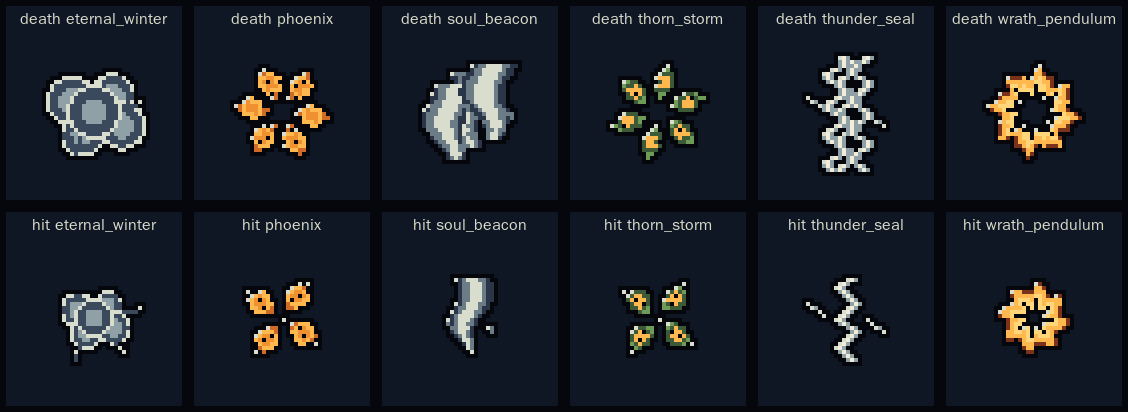 death eternal_winter
death phoenix
death soul_beacon
death thorn_storm
death thunder_seal
death wrath_pendulum
hit eternal_winter
hit phoenix
hit soul_beacon
hit thorn_storm
hit thunder_seal
hit wrath_pendulum